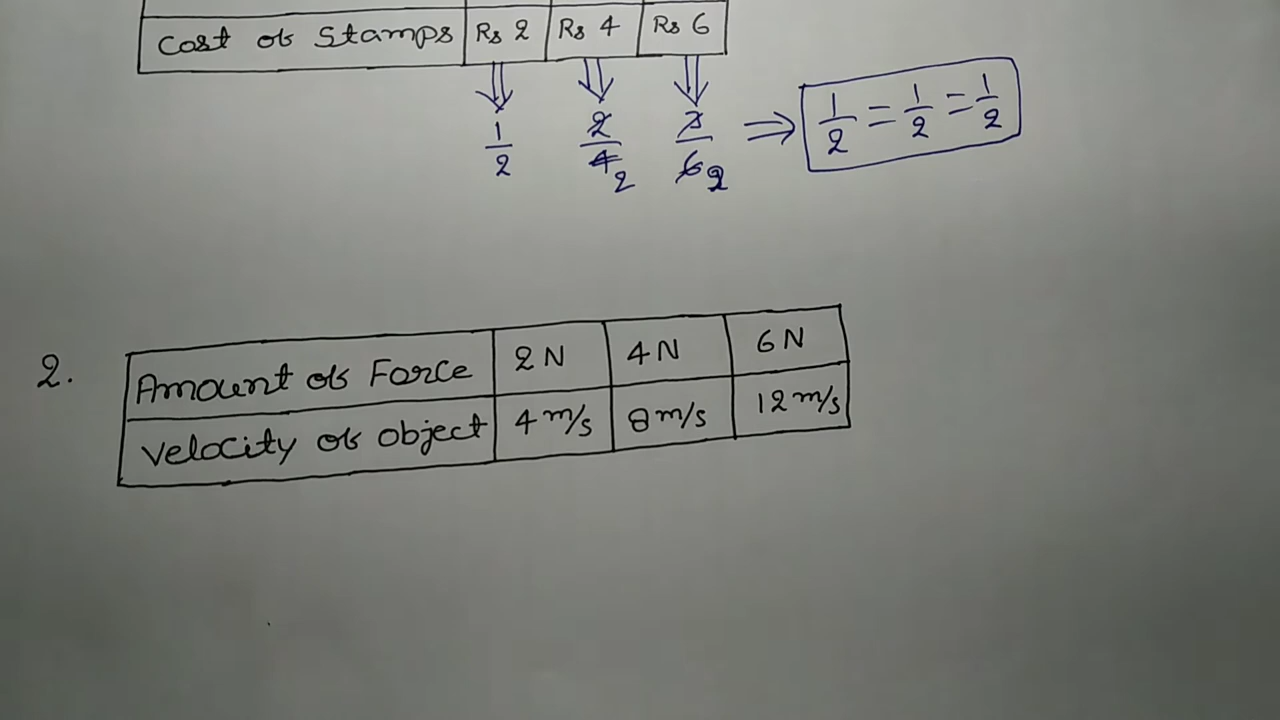 Cost of Stamps Rs 2 Rs 4 Rs 6
1/2 2/4 2 3/6 2 ⇒ 1/2 = 1/2 = 1/2
2. Amount of Force 2 N 4 N 6 N
Velocity of object 4 m/s 8 m/s 12 m/s